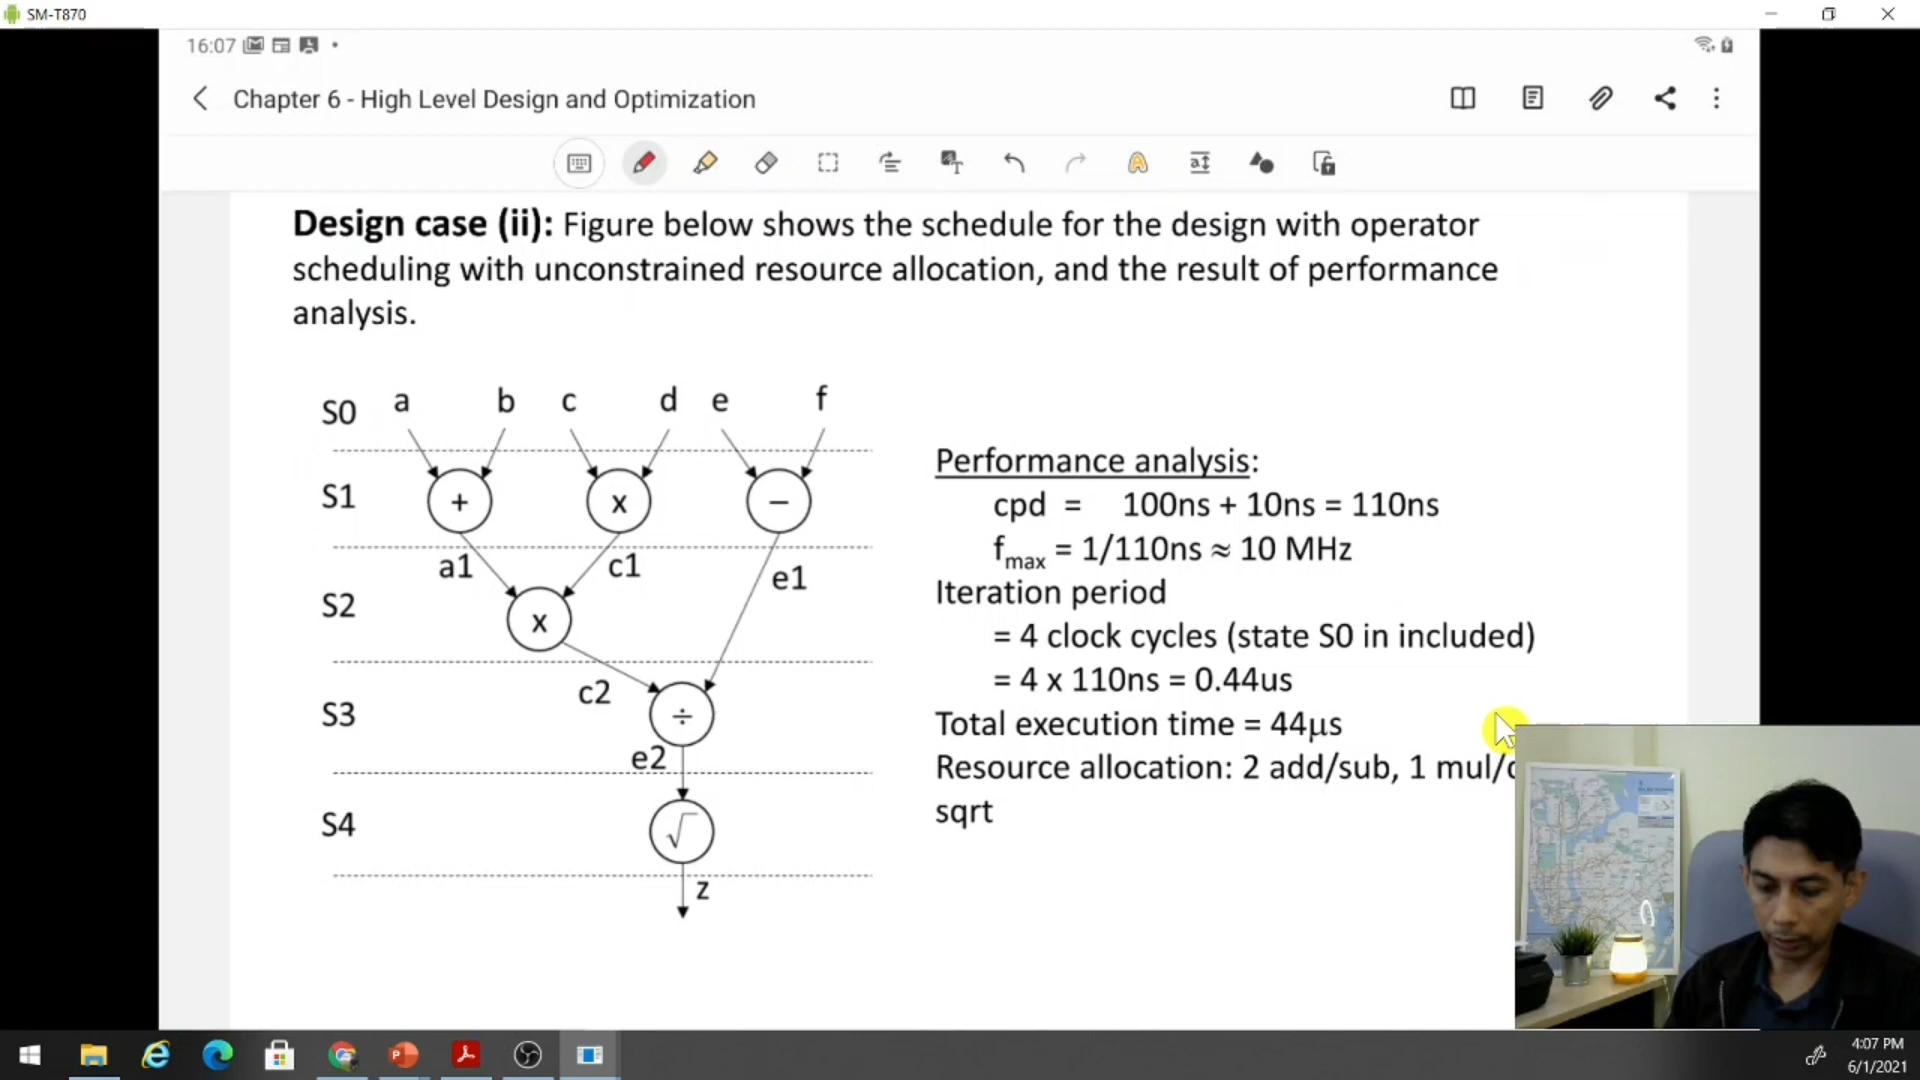 SM-T870
16:07
Chapter 6 - High Level Design and Optimization
Design case (ii): Figure below shows the schedule for the design with operator
scheduling with unconstrained resource allocation, and the result of performance
analysis.
S0 a b c d e f
S1 + x −
a1 c1 e1
S2 x
c2
S3 ÷
e2
S4 √
z
Performance analysis:
cpd = 100ns + 10ns = 110ns
fmax = 1/110ns ≈ 10 MHz
Iteration period
= 4 clock cycles (state S0 in included)
= 4 x 110ns = 0.44us
Total execution time = 44μs
Resource allocation: 2 add/sub, 1 mul/
sqrt
4:07 PM
6/1/2021